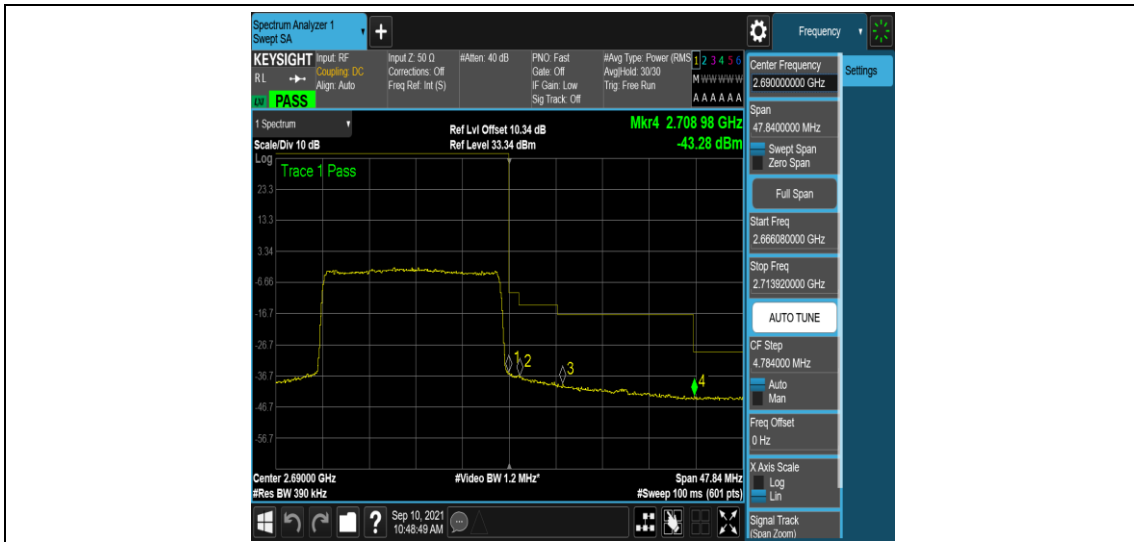 Spectrum Analyzer 1
Swept SA
+
Frequency
KEYSIGHT
RL
PASS
Input: RF
Coupling: DC
Align: Auto
Input Z: 50 Ω
Corrections: Off
Freq Ref: Int (S)
#Atten: 40 dB
PNO: Fast
Gate: Off
IF Gain: Low
Sig Track: Off
#Avg Type: Power (RMS
Avg|Hold: 30/30
Trig: Free Run
1 2 3 4 5 6
M W W W W W
A A A A A A
1 Spectrum
Scale/Div 10 dB
Ref Lvl Offset 10.34 dB
Ref Level 33.34 dBm
Mkr4 2.708 98 GHz
-43.28 dBm
Log
Trace 1 Pass
23.3
13.3
3.34
-6.66
-16.7
-26.7
-36.7
-46.7
-56.7
1
2
3
4
Center 2.69000 GHz
#Res BW 390 kHz
#Video BW 1.2 MHz*
Span 47.84 MHz
#Sweep 100 ms (601 pts)
Center Frequency
2.690000000 GHz
Settings
Span
47.8400000 MHz
Swept Span
Zero Span
Full Span
Start Freq
2.666080000 GHz
Stop Freq
2.713920000 GHz
AUTO TUNE
CF Step
4.784000 MHz
Auto
Man
Freq Offset
0 Hz
X Axis Scale
Log
Lin
Signal Track
(Span Zoom)
?
Sep 10, 2021
10:48:49 AM